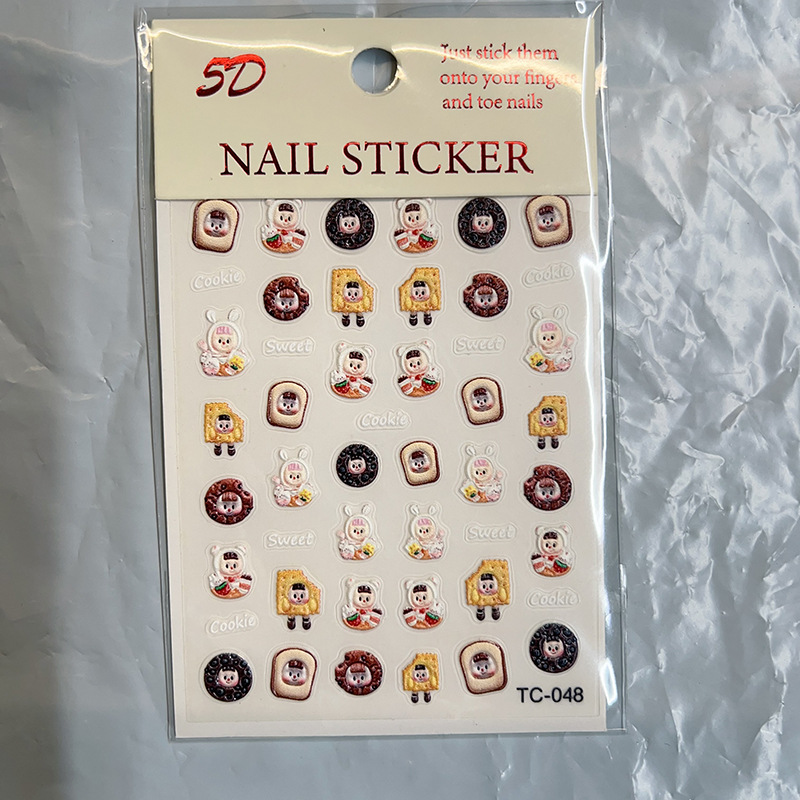 5D
Just stick them
onto your fingers
and toe nails
NAIL STICKER
Cookie
Cookie
Sweet
Sweet
Cookie
Sweet
Sweet
Cookie
Cookie
TC-048